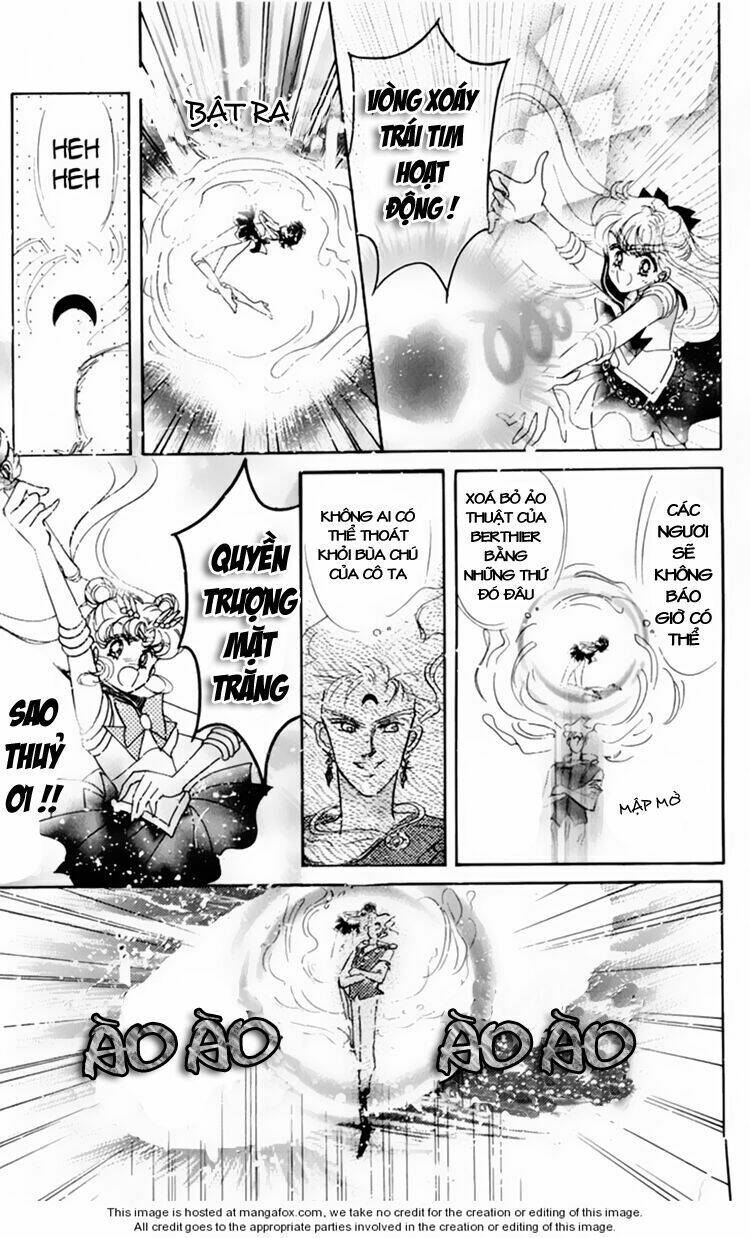 VÒNG XOÁY
TRÁI TIM
HOẠT
ĐỘNG !
BẬT RA
HEH
HEH
CÁC
NGƯƠI
SẼ
KHÔNG
BÁO
GIỜ CÓ
THỂ
XOÁ BỎ ẢO
THUẬT CỦA
BERTHIER
BẰNG
NHỮNG THỨ
ĐÓ ĐÂU
MẬP MỜ
KHÔNG AI CÓ
THỂ THOÁT
KHỎI BÙA CHÚ
CỦA CÔ TA
QUYỀN
TRƯỢNG
MẶT
TRĂNG
SAO
THUỶ
ƠI !!
ÀO ÀO
ÀO ÀO
This image is hosted at mangafox.com, we take no credit for the creation or editing of this image.
All credit goes to the appropriate parties involved in the creation or editing of this image.